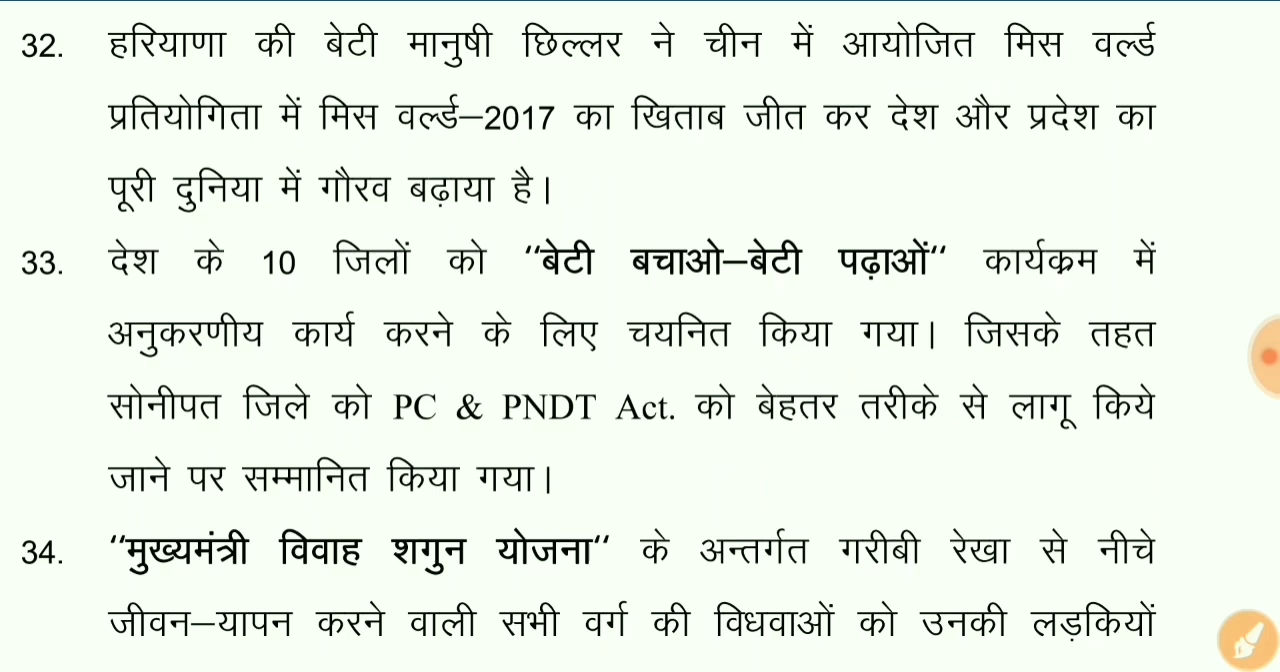 32. हरियाणा की बेटी मानुषी छिल्लर ने चीन में आयोजित मिस वर्ल्ड
प्रतियोगिता में मिस वर्ल्ड–2017 का खिताब जीत कर देश और प्रदेश का
पूरी दुनिया में गौरव बढ़ाया है।
33. देश के 10 जिलों को ‘‘बेटी बचाओ–बेटी पढ़ाओं’’ कार्यक्रम में
अनुकरणीय कार्य करने के लिए चयनित किया गया। जिसके तहत
सोनीपत जिले को PC & PNDT Act. को बेहतर तरीके से लागू किये
जाने पर सम्मानित किया गया।
34. ‘‘मुख्यमंत्री विवाह शगुन योजना’’ के अन्तर्गत गरीबी रेखा से नीचे
जीवन–यापन करने वाली सभी वर्ग की विधवाओं को उनकी लड़कियों